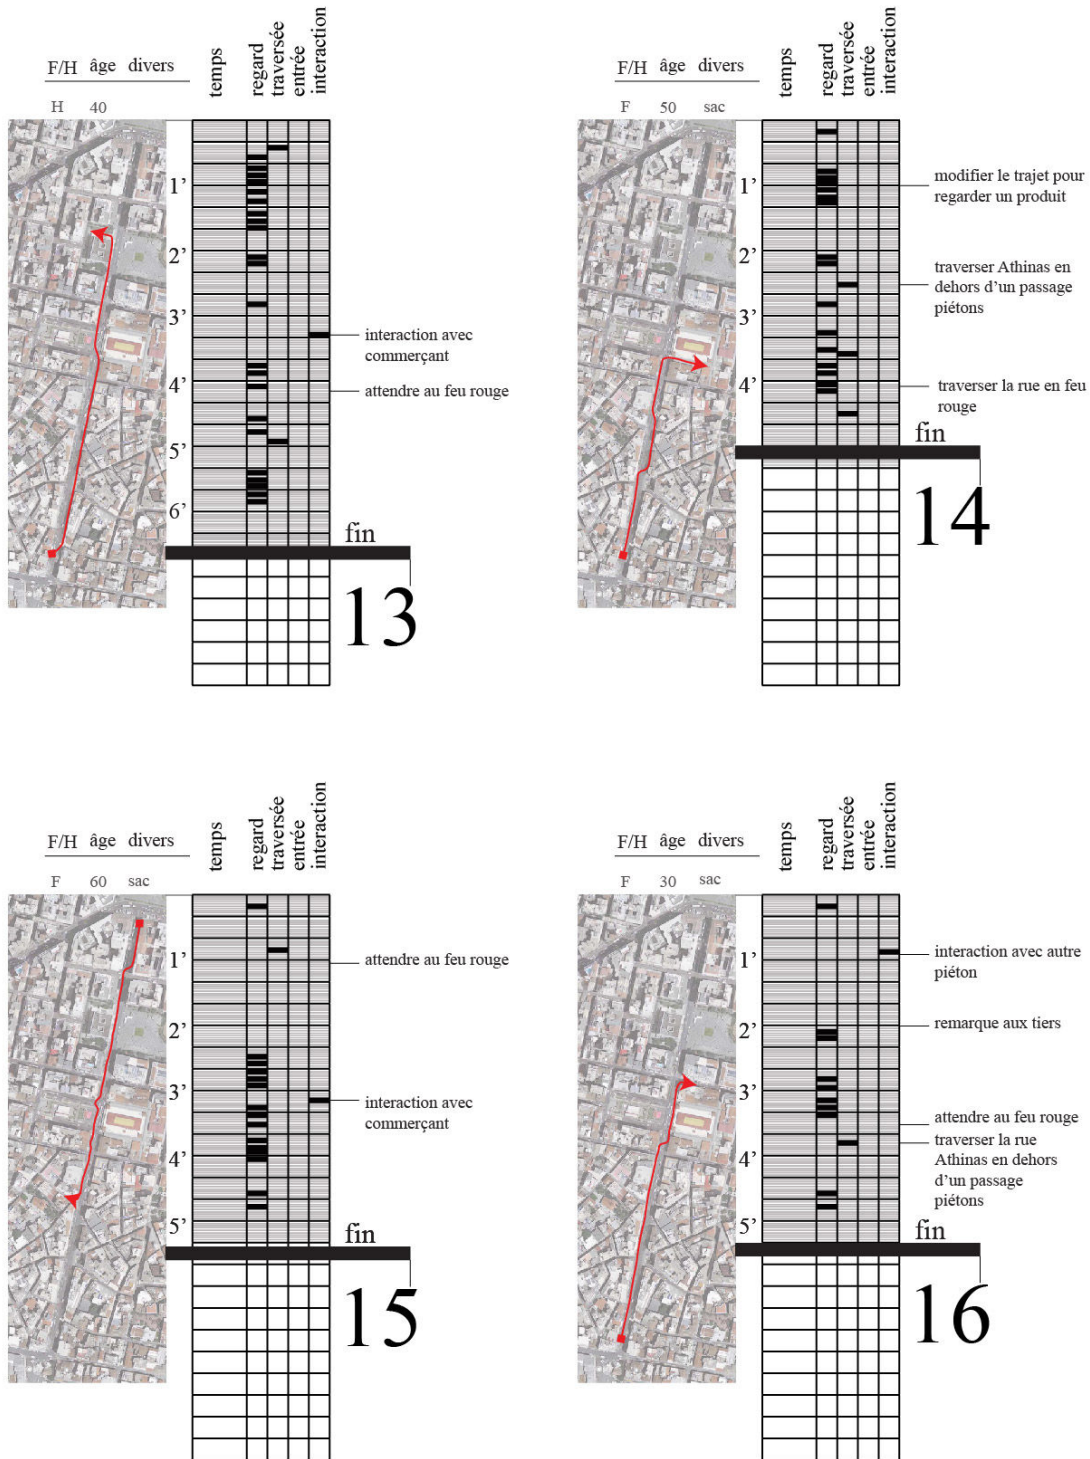 F/H âge divers
temps
regard
traversée
entrée
interaction
H 40
1’
2’
3’
interaction avec
commerçant
4’
attendre au feu rouge
5’
6’
fin
13
F/H âge divers
temps
regard
traversée
entrée
interaction
F 50 sac
1’
modifier le trajet pour
regarder un produit
2’
traverser Athinas en
dehors d’un passage
piétons
3’
4’
traverser la rue en feu
rouge
fin
14
F/H âge divers
temps
regard
traversée
entrée
interaction
F 60 sac
1’
attendre au feu rouge
2’
3’
interaction avec
commerçant
4’
5’
fin
15
F/H âge divers
temps
regard
traversée
entrée
interaction
F 30 sac
1’
interaction avec autre
piéton
2’
remarque aux tiers
3’
attendre au feu rouge
4’
traverser la rue
Athinas en dehors
d’un passage
piétons
5’
fin
16